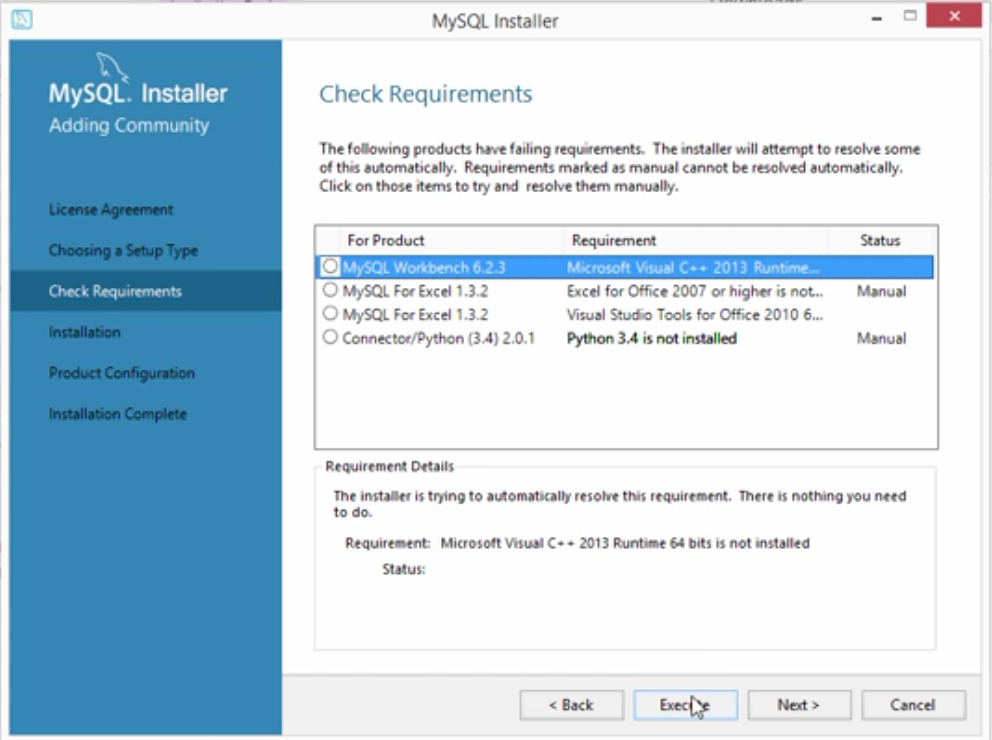 MySQL Installer
MySQL. Installer
Adding Community
License Agreement
Choosing a Setup Type
Check Requirements
Installation
Product Configuration
Installation Complete
Check Requirements
The following products have failing requirements. The installer will attempt to resolve some
of this automatically. Requirements marked as manual cannot be resolved automatically.
Click on those items to try and resolve them manually.
For Product Requirement Status
MySQL Workbench 6.2.3 Microsoft Visual C++ 2013 Runtime...
MySQL For Excel 1.3.2 Excel for Office 2007 or higher is not... Manual
MySQL For Excel 1.3.2 Visual Studio Tools for Office 2010 6...
Connector/Python (3.4) 2.0.1 Python 3.4 is not installed Manual
Requirement Details
The installer is trying to automatically resolve this requirement. There is nothing you need
to do.
Requirement: Microsoft Visual C++ 2013 Runtime 64 bits is not installed
Status:
< Back Execute Next > Cancel